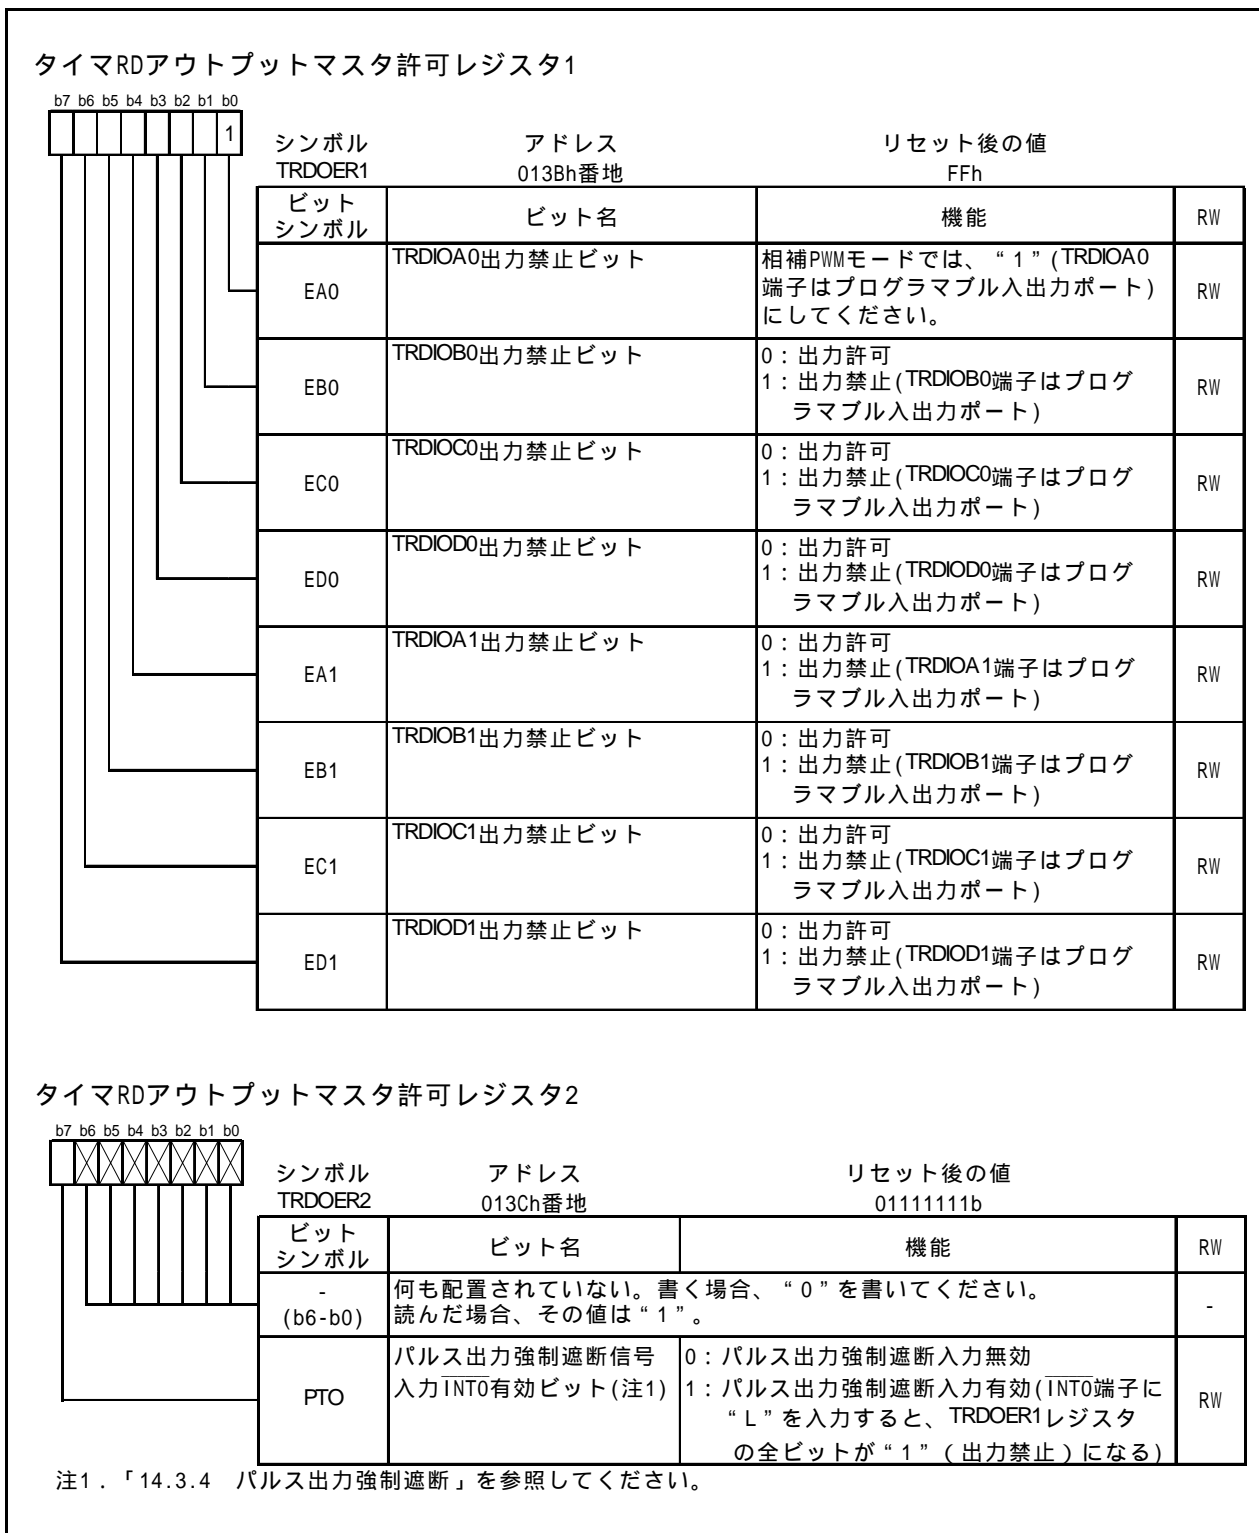 タイマRDアウトプットマスタ許可レジスタ1
b7 b6 b5 b4 b3 b2 b1 b0
1
シンボル アドレス リセット後の値
TRDOER1 013Bh番地 FFh
ビット
シンボル ビット名 機能 RW
EA0 TRDIOA0出力禁止ビット 相補PWMモードでは、“1”(TRDIOA0
端子はプログラマブル入出力ポート)
にしてください。 RW
EB0 TRDIOB0出力禁止ビット 0：出力許可
1：出力禁止(TRDIOB0端子はプログ
ラマブル入出力ポート) RW
EC0 TRDIOC0出力禁止ビット 0：出力許可
1：出力禁止(TRDIOC0端子はプログ
ラマブル入出力ポート) RW
ED0 TRDIOD0出力禁止ビット 0：出力許可
1：出力禁止(TRDIOD0端子はプログ
ラマブル入出力ポート) RW
EA1 TRDIOA1出力禁止ビット 0：出力許可
1：出力禁止(TRDIOA1端子はプログ
ラマブル入出力ポート) RW
EB1 TRDIOB1出力禁止ビット 0：出力許可
1：出力禁止(TRDIOB1端子はプログ
ラマブル入出力ポート) RW
EC1 TRDIOC1出力禁止ビット 0：出力許可
1：出力禁止(TRDIOC1端子はプログ
ラマブル入出力ポート) RW
ED1 TRDIOD1出力禁止ビット 0：出力許可
1：出力禁止(TRDIOD1端子はプログ
ラマブル入出力ポート) RW
タイマRDアウトプットマスタ許可レジスタ2
b7 b6 b5 b4 b3 b2 b1 b0
シンボル アドレス リセット後の値
TRDOER2 013Ch番地 01111111b
ビット
シンボル ビット名 機能 RW
-
(b6-b0) 何も配置されていない。書く場合、“0”を書いてください。
読んだ場合、その値は“1”。 -
PTO パルス出力強制遮断信号
入力INT0有効ビット(注1) 0：パルス出力強制遮断入力無効
1：パルス出力強制遮断入力有効(INT0端子に
“L”を入力すると、TRDOER1レジスタ
の全ビットが“1”（出力禁止）になる) RW
注1．「14.3.4 パルス出力強制遮断」を参照してください。